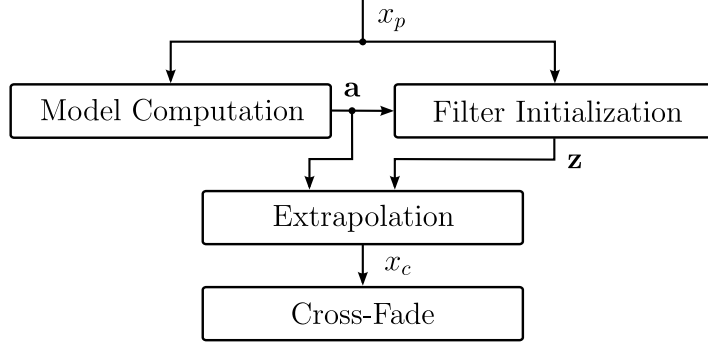 x_p
a
Model Computation
Filter Initialization
z
Extrapolation
x_c
Cross-Fade